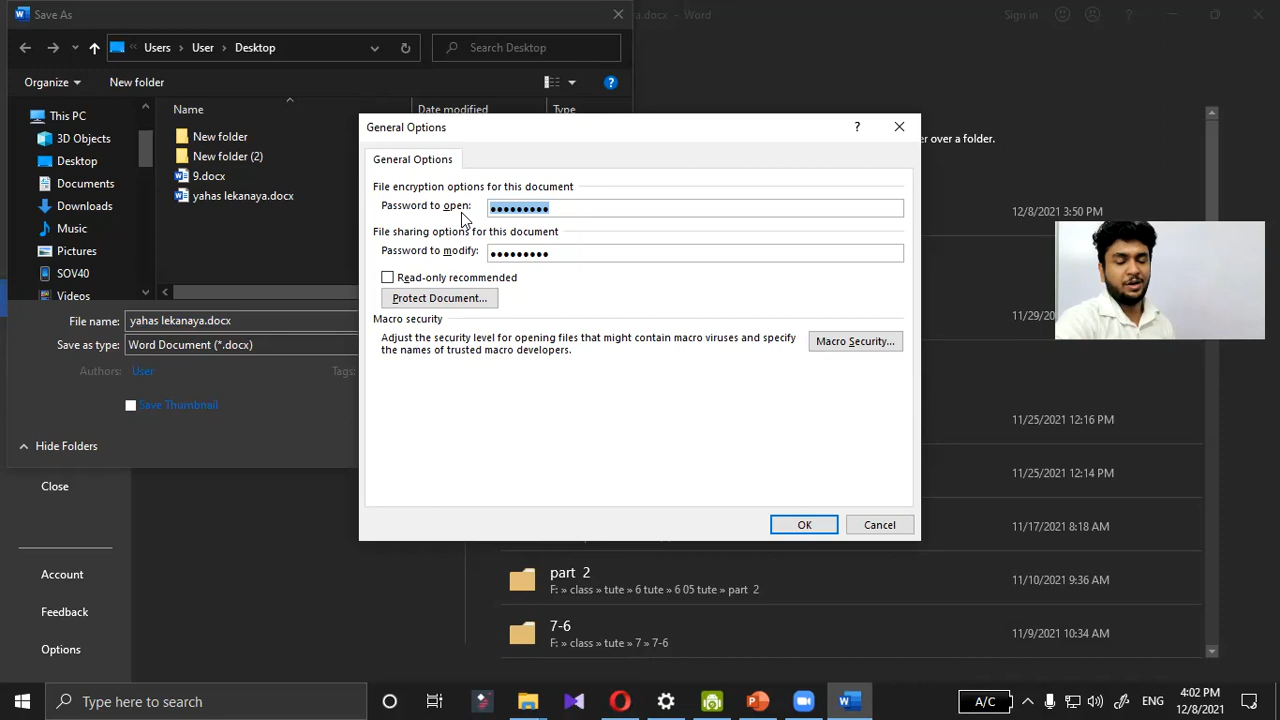 Save As
ra.docx - Word
Sign in
Users
User
Desktop
Search Desktop
Organize
New folder
Name
Date modified
Type
This PC
3D Objects
Desktop
Documents
Downloads
Music
Pictures
SOV40
Videos
New folder
New folder (2)
9.docx
yahas lekanaya.docx
File name:
yahas lekanaya.docx
Save as type:
Word Document (*.docx)
Authors:
User
Tags:
Save Thumbnail
Hide Folders
General Options
General Options
File encryption options for this document
Password to open:
File sharing options for this document
Password to modify:
Read-only recommended
Protect Document...
Macro security
Adjust the security level for opening files that might contain macro viruses and specify
the names of trusted macro developers.
Macro Security...
OK
Cancel
er over a folder.
12/8/2021 3:50 PM
11/29
11/25/2021 12:16 PM
11/25/2021 12:14 PM
11/17/2021 8:18 AM
part 2
F: » class » tute » 6 tute » 6 05 tute » part 2
11/10/2021 9:36 AM
7-6
F: » class » tute » 7 » 7-6
11/9/2021 10:34 AM
Close
Account
Feedback
Options
Type here to search
A/C
ENG
4:02 PM
12/8/2021